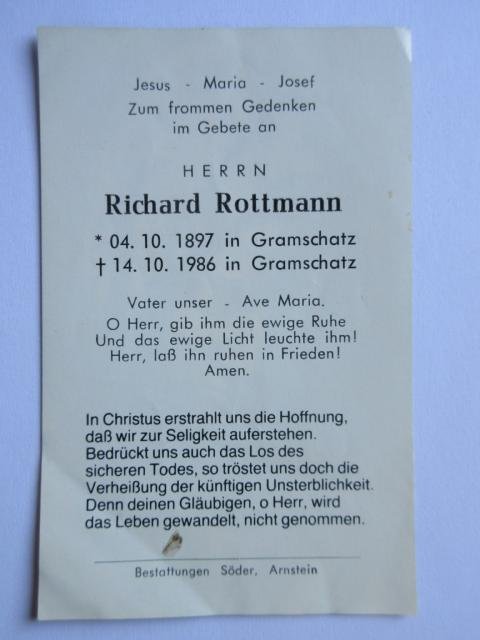 Jesus - Maria - Josef
Zum frommen Gedenken
im Gebete an
HERRN
Richard Rottmann
* 04. 10. 1897 in Gramschatz
† 14. 10. 1986 in Gramschatz
Vater unser - Ave Maria.
O Herr, gib ihm die ewige Ruhe
Und das ewige Licht leuchte ihm!
Herr, laß ihn ruhen in Frieden!
Amen.
In Christus erstrahlt uns die Hoffnung,
daß wir zur Seligkeit auferstehen.
Bedrückt uns auch das Los des
sicheren Todes, so tröstet uns doch die
Verheißung der künftigen Unsterblichkeit.
Denn deinen Gläubigen, o Herr, wird
das Leben gewandelt, nicht genommen.
Bestattungen Söder, Arnstein